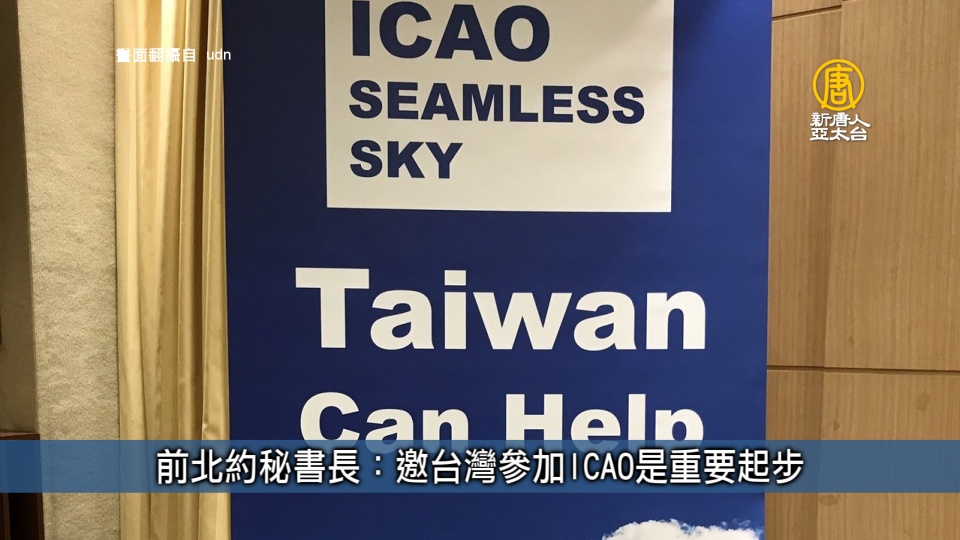 畫面翻攝自 udn
ICAO
SEAMLESS
SKY
唐
新唐人
亞太台
Taiwan
Can Help
前北約秘書長：邀台灣參加ICAO是重要起步